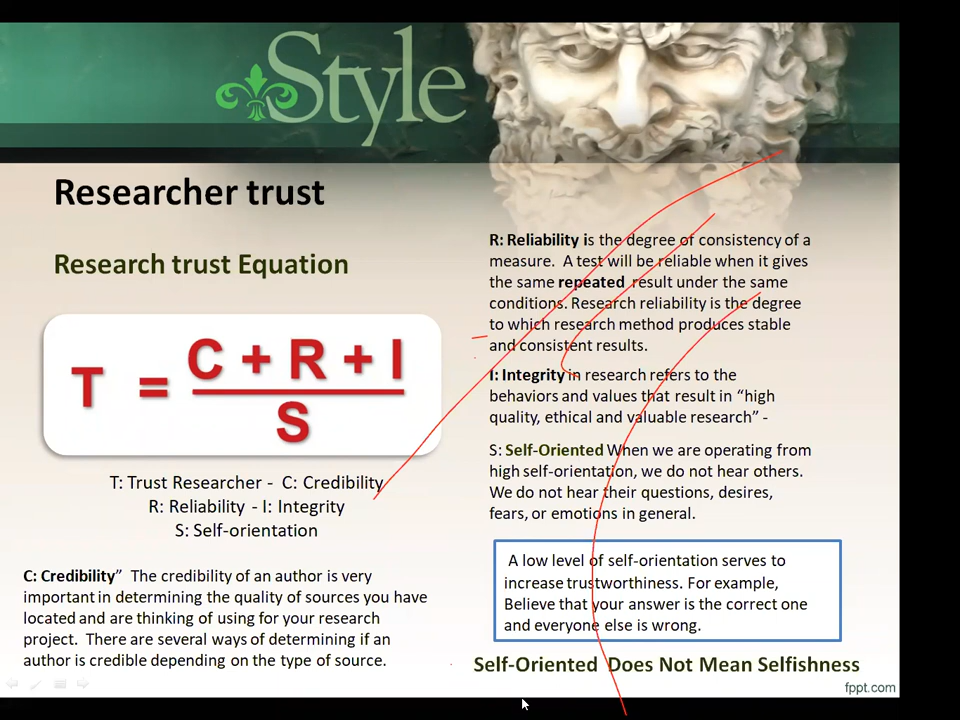 Style
Researcher trust
Research trust Equation
T = C + R + I
S
T: Trust Researcher - C: Credibility
R: Reliability - I: Integrity
S: Self-orientation
C: Credibility” The credibility of an author is very
important in determining the quality of sources you have
located and are thinking of using for your research
project. There are several ways of determining if an
author is credible depending on the type of source.
R: Reliability is the degree of consistency of a
measure. A test will be reliable when it gives
the same repeated result under the same
conditions. Research reliability is the degree
to which research method produces stable
and consistent results.
I: Integrity in research refers to the
behaviors and values that result in “high
quality, ethical and valuable research” -
S: Self-Oriented When we are operating from
high self-orientation, we do not hear others.
We do not hear their questions, desires,
fears, or emotions in general.
A low level of self-orientation serves to
increase trustworthiness. For example,
Believe that your answer is the correct one
and everyone else is wrong.
Self-Oriented Does Not Mean Selfishness
fppt.com